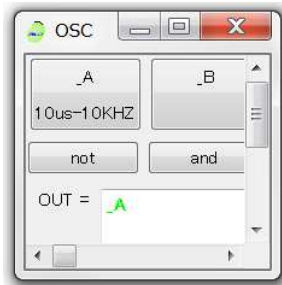 OSC
_A _B
10us-10KHZ
not and
OUT = _A